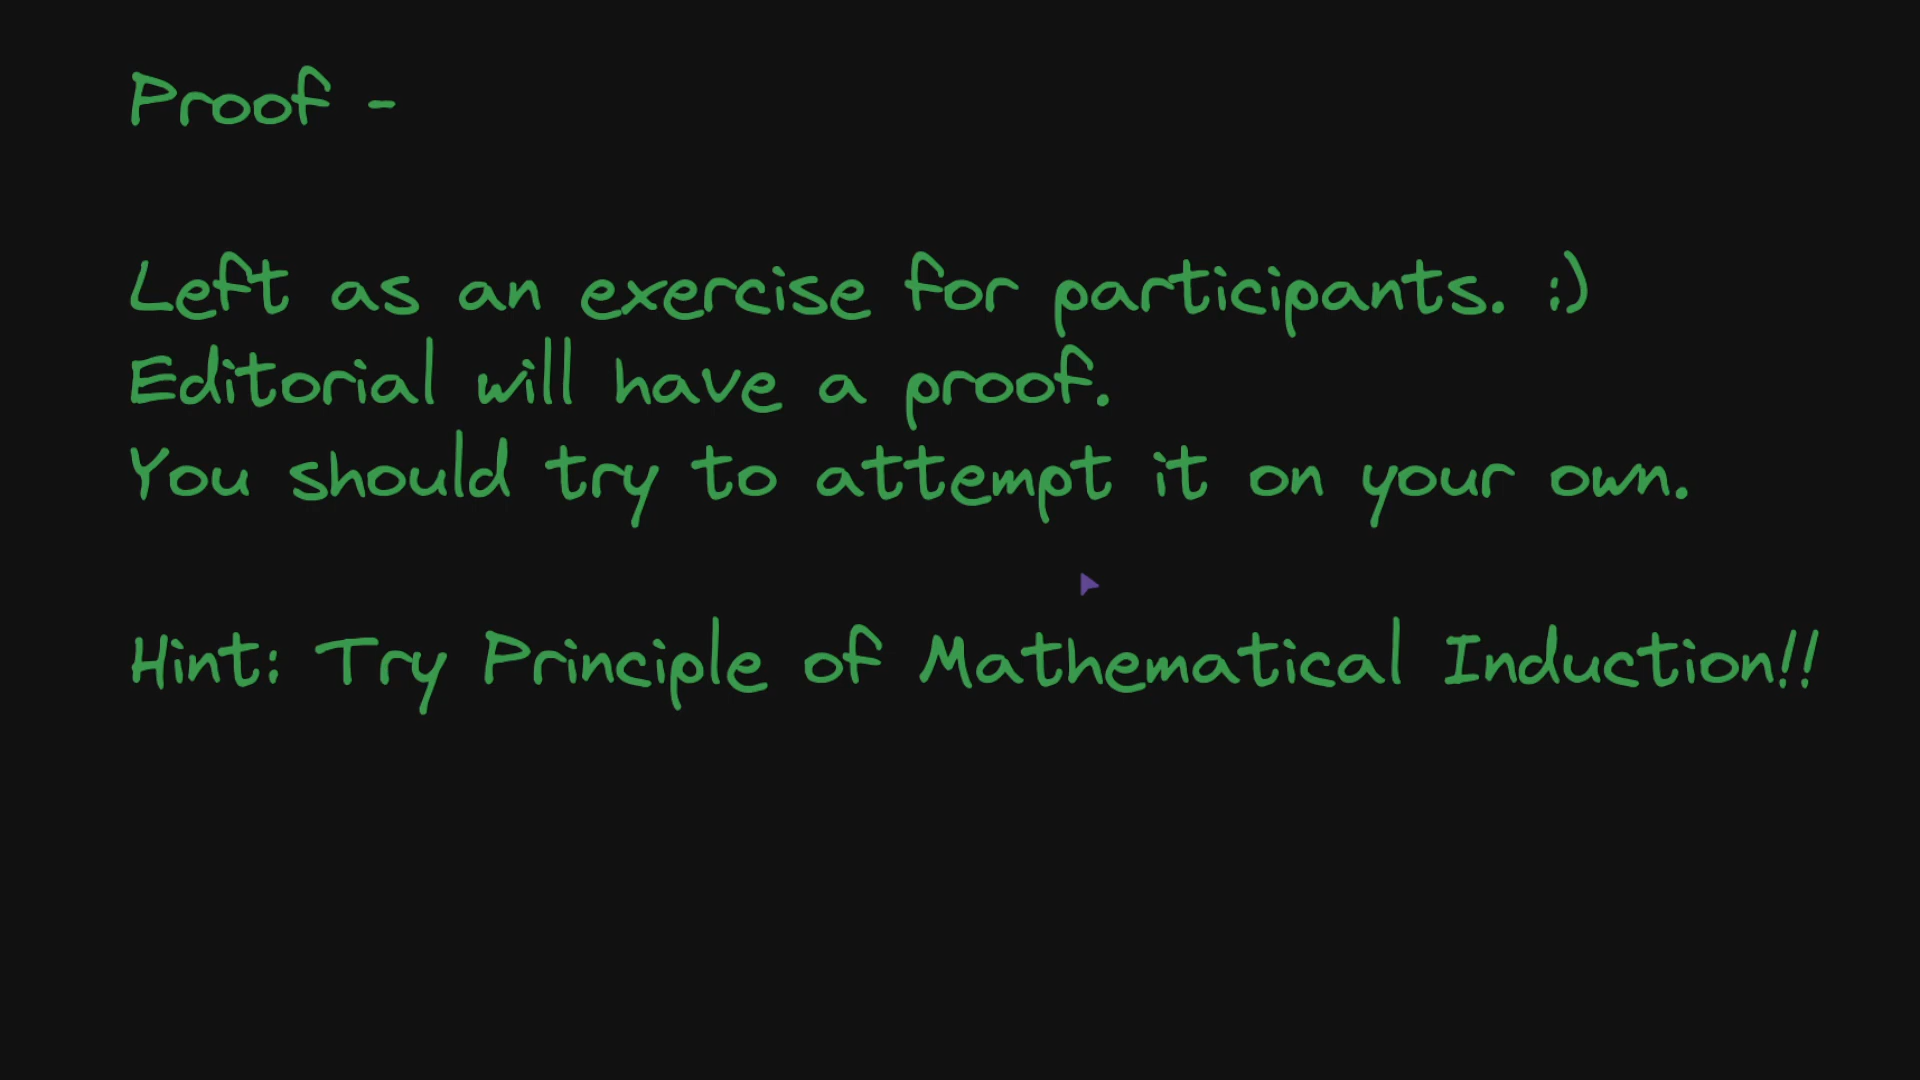 Proof -
Left as an exercise for participants. :)
Editorial will have a proof.
You should try to attempt it on your own.
Hint: Try Principle of Mathematical Induction!!